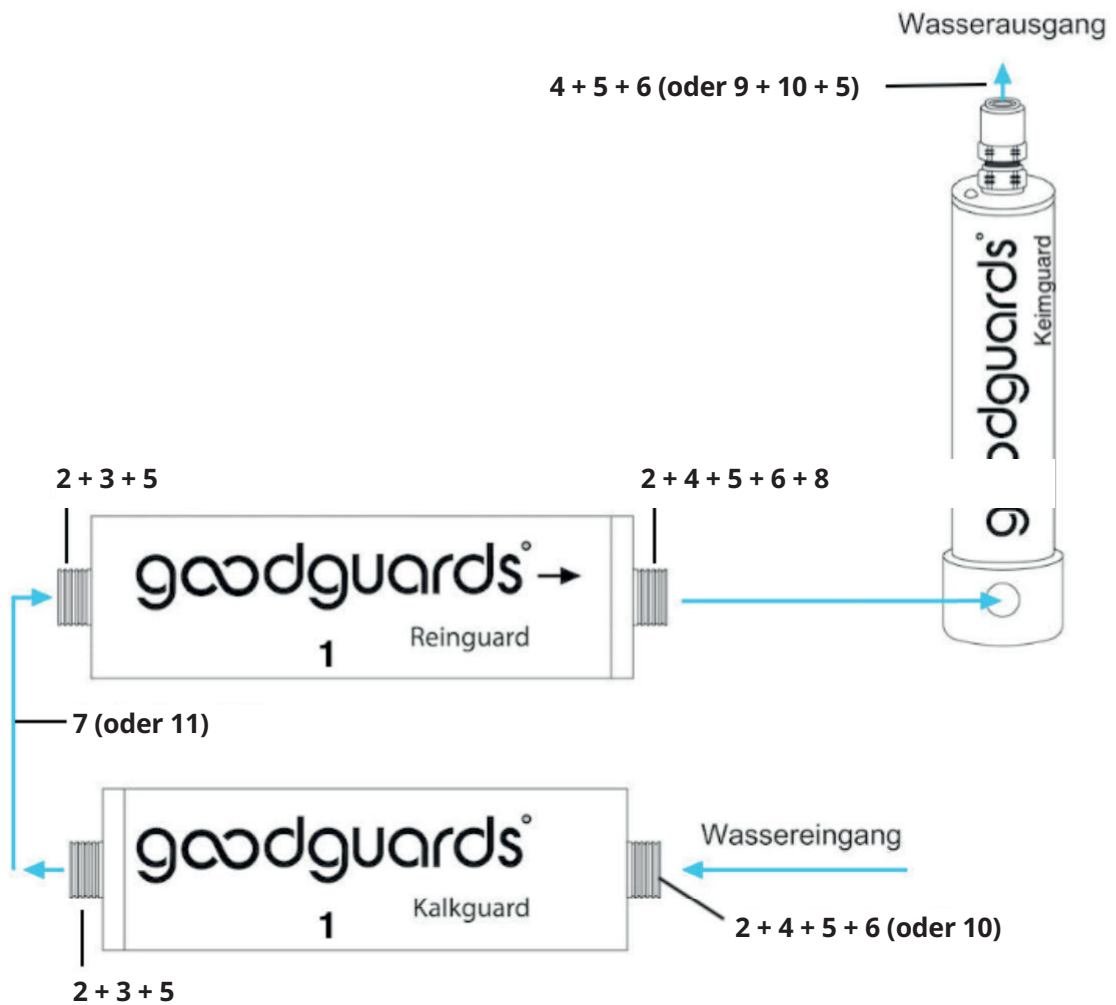 Wasserausgang
4 + 5 + 6 (oder 9 + 10 + 5)
goodguards°
Keimguard
2 + 3 + 5
2 + 4 + 5 + 6 + 8
goodguards°
Reinguard
1
7 (oder 11)
goodguards°
Kalkguard
1
Wassereingang
2 + 4 + 5 + 6 (oder 10)
2 + 3 + 5